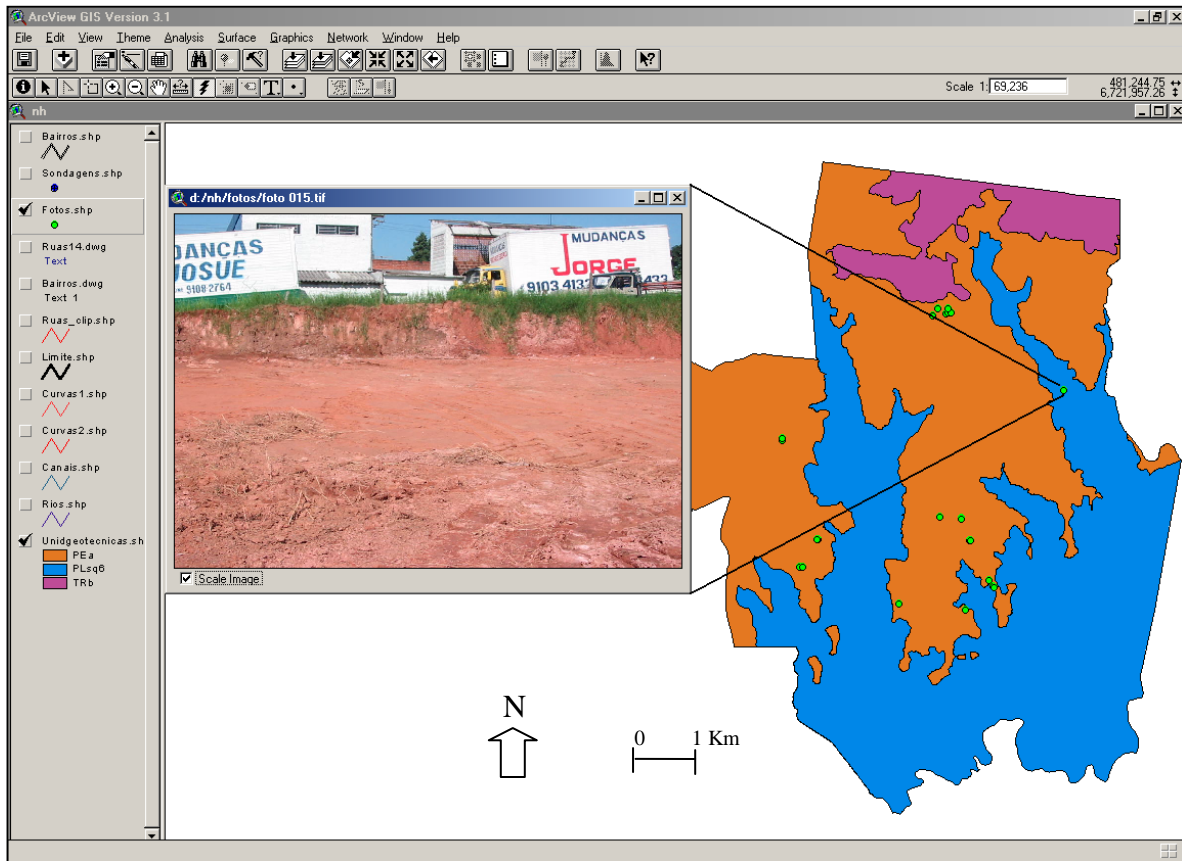 ArcView GIS Version 3.1
File Edit View Theme Analysis Surface Graphics Network Window Help
Scale 1: 69,236
481,244.75
6,721,957.26
nh
Bairros.shp
Sondagens.shp
Fotos.shp
Ruas14.dwg
Text
Bairros.dwg
Text 1
Ruas_clip.shp
Limite.shp
Curvas1.shp
Curvas2.shp
Canais.shp
Rios.shp
Unidgeotecnicas.sh
PEa
PLsq6
TRb
d:/nh/fotos/foto 015.tif
DANÇAS
JOSUE
9108-2764
MUDANÇAS
JORGE
9103 4133
8433
Scale Image
N
0 1 Km